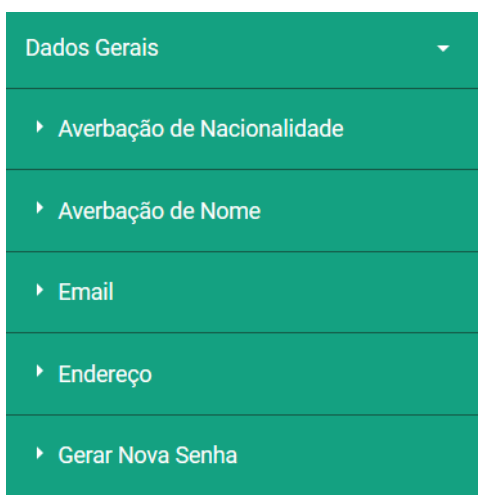 Dados Gerais
Averbação de Nacionalidade
Averbação de Nome
Email
Endereço
Gerar Nova Senha